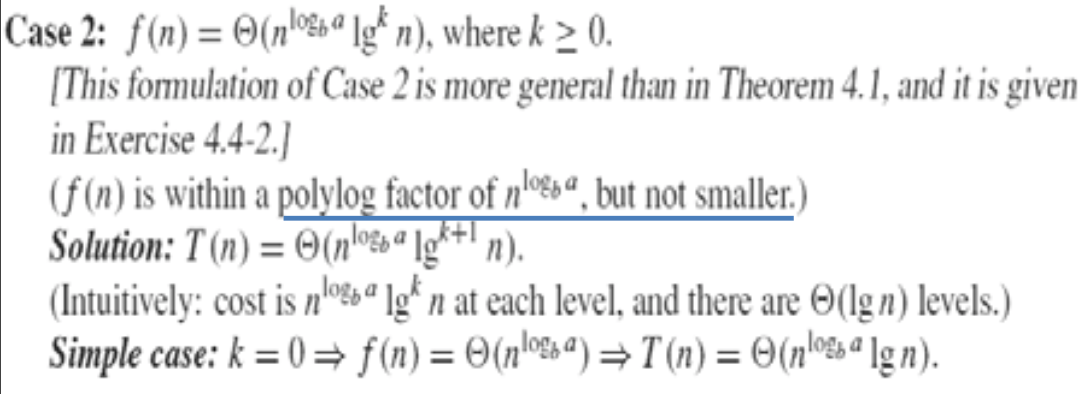 Case 2: f(n) = Θ(n^{log_b a} lg^k n), where k ≥ 0.
[This formulation of Case 2 is more general than in Theorem 4.1, and it is given
in Exercise 4.4-2.]
(f(n) is within a polylog factor of n^{log_b a}, but not smaller.)
Solution: T(n) = Θ(n^{log_b a} lg^{k+1} n).
(Intuitively: cost is n^{log_b a} lg^k n at each level, and there are Θ(lg n) levels.)
Simple case: k = 0 ⇒ f(n) = Θ(n^{log_b a}) ⇒ T(n) = Θ(n^{log_b a} lg n).